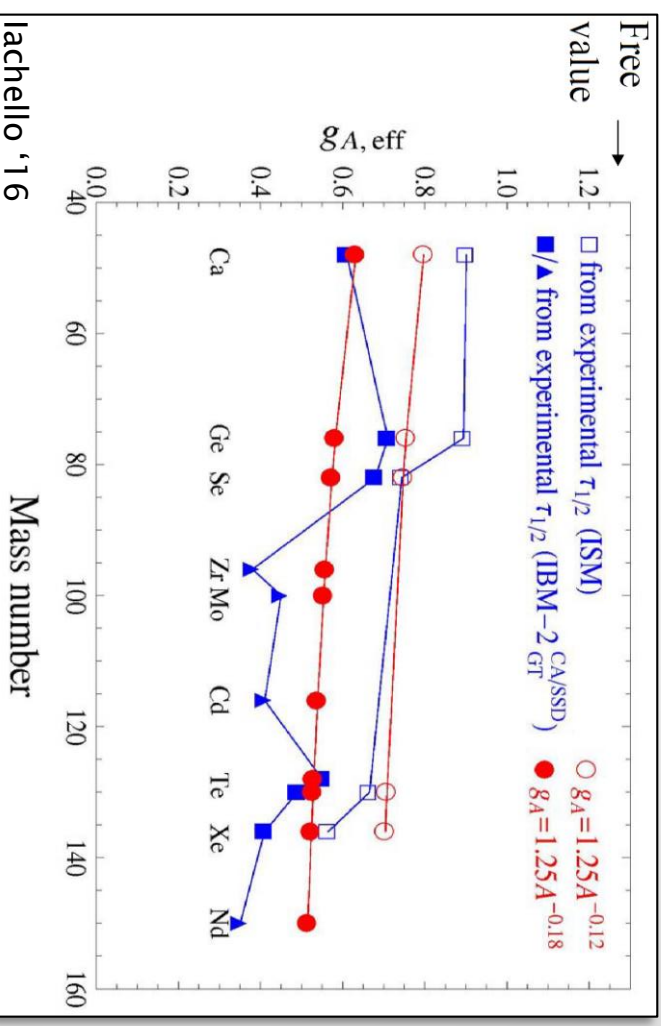 Free
value
□ from experimental τ1/2 (ISM)
■/▲ from experimental τ1/2 (IBM−2 GT CA/SSD)
○ gA=1.25A−0.12
● gA=1.25A−0.18
gA, eff
1.2
1.0
0.8
0.6
0.4
0.2
0.0
Ca Ge Se Zr Mo Cd Te Xe Nd
40 60 80 100 120 140 160
Mass number
Iachello ‘16